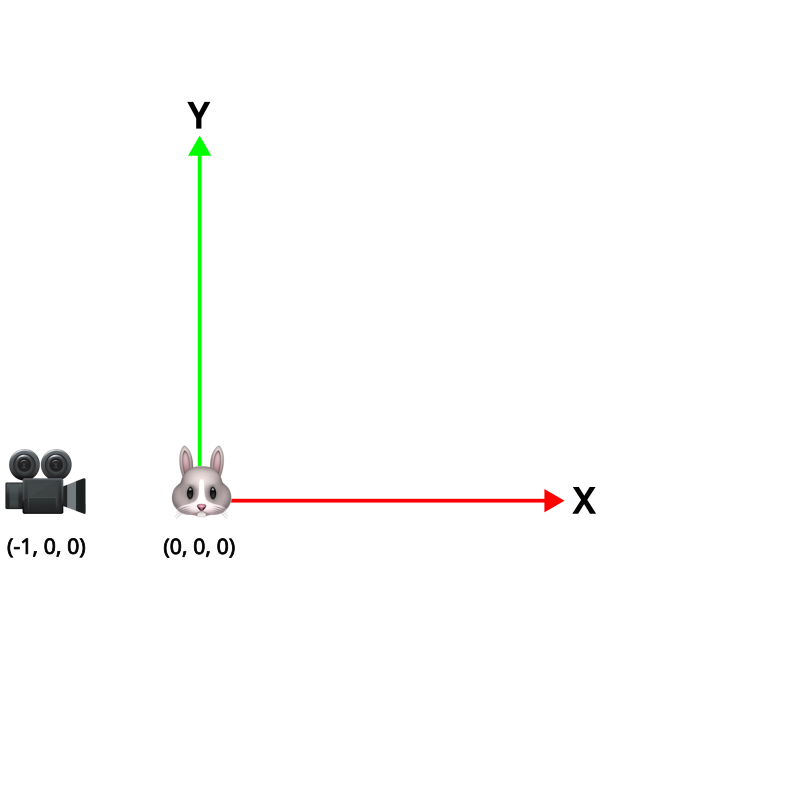 Y
X
(-1, 0, 0)
(0, 0, 0)